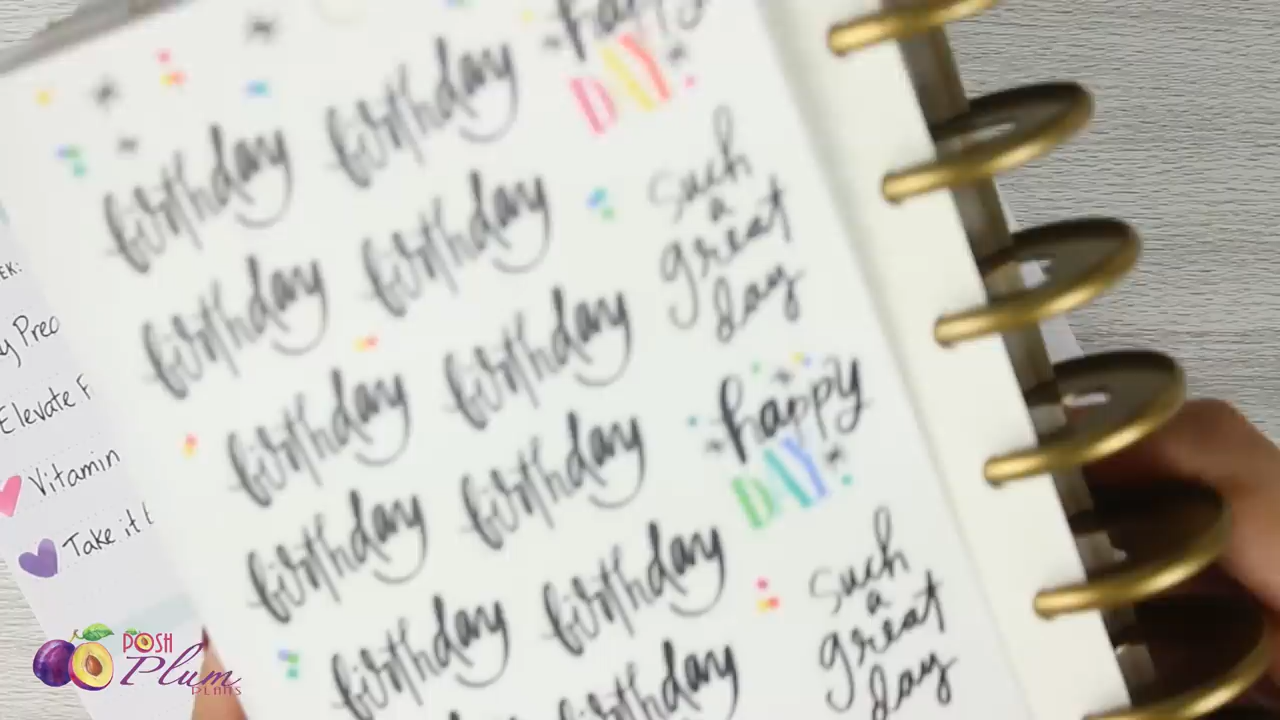 happy
DAY
birthday birthday
birthday birthday
such
a
great
day
birthday birthday
birthday birthday
happy
DAY
birthday birthday
birthday
such
a
great
day
EK:
y Prec
Elevate F
Vitamin
Take it
POSH
Plum
PLANS